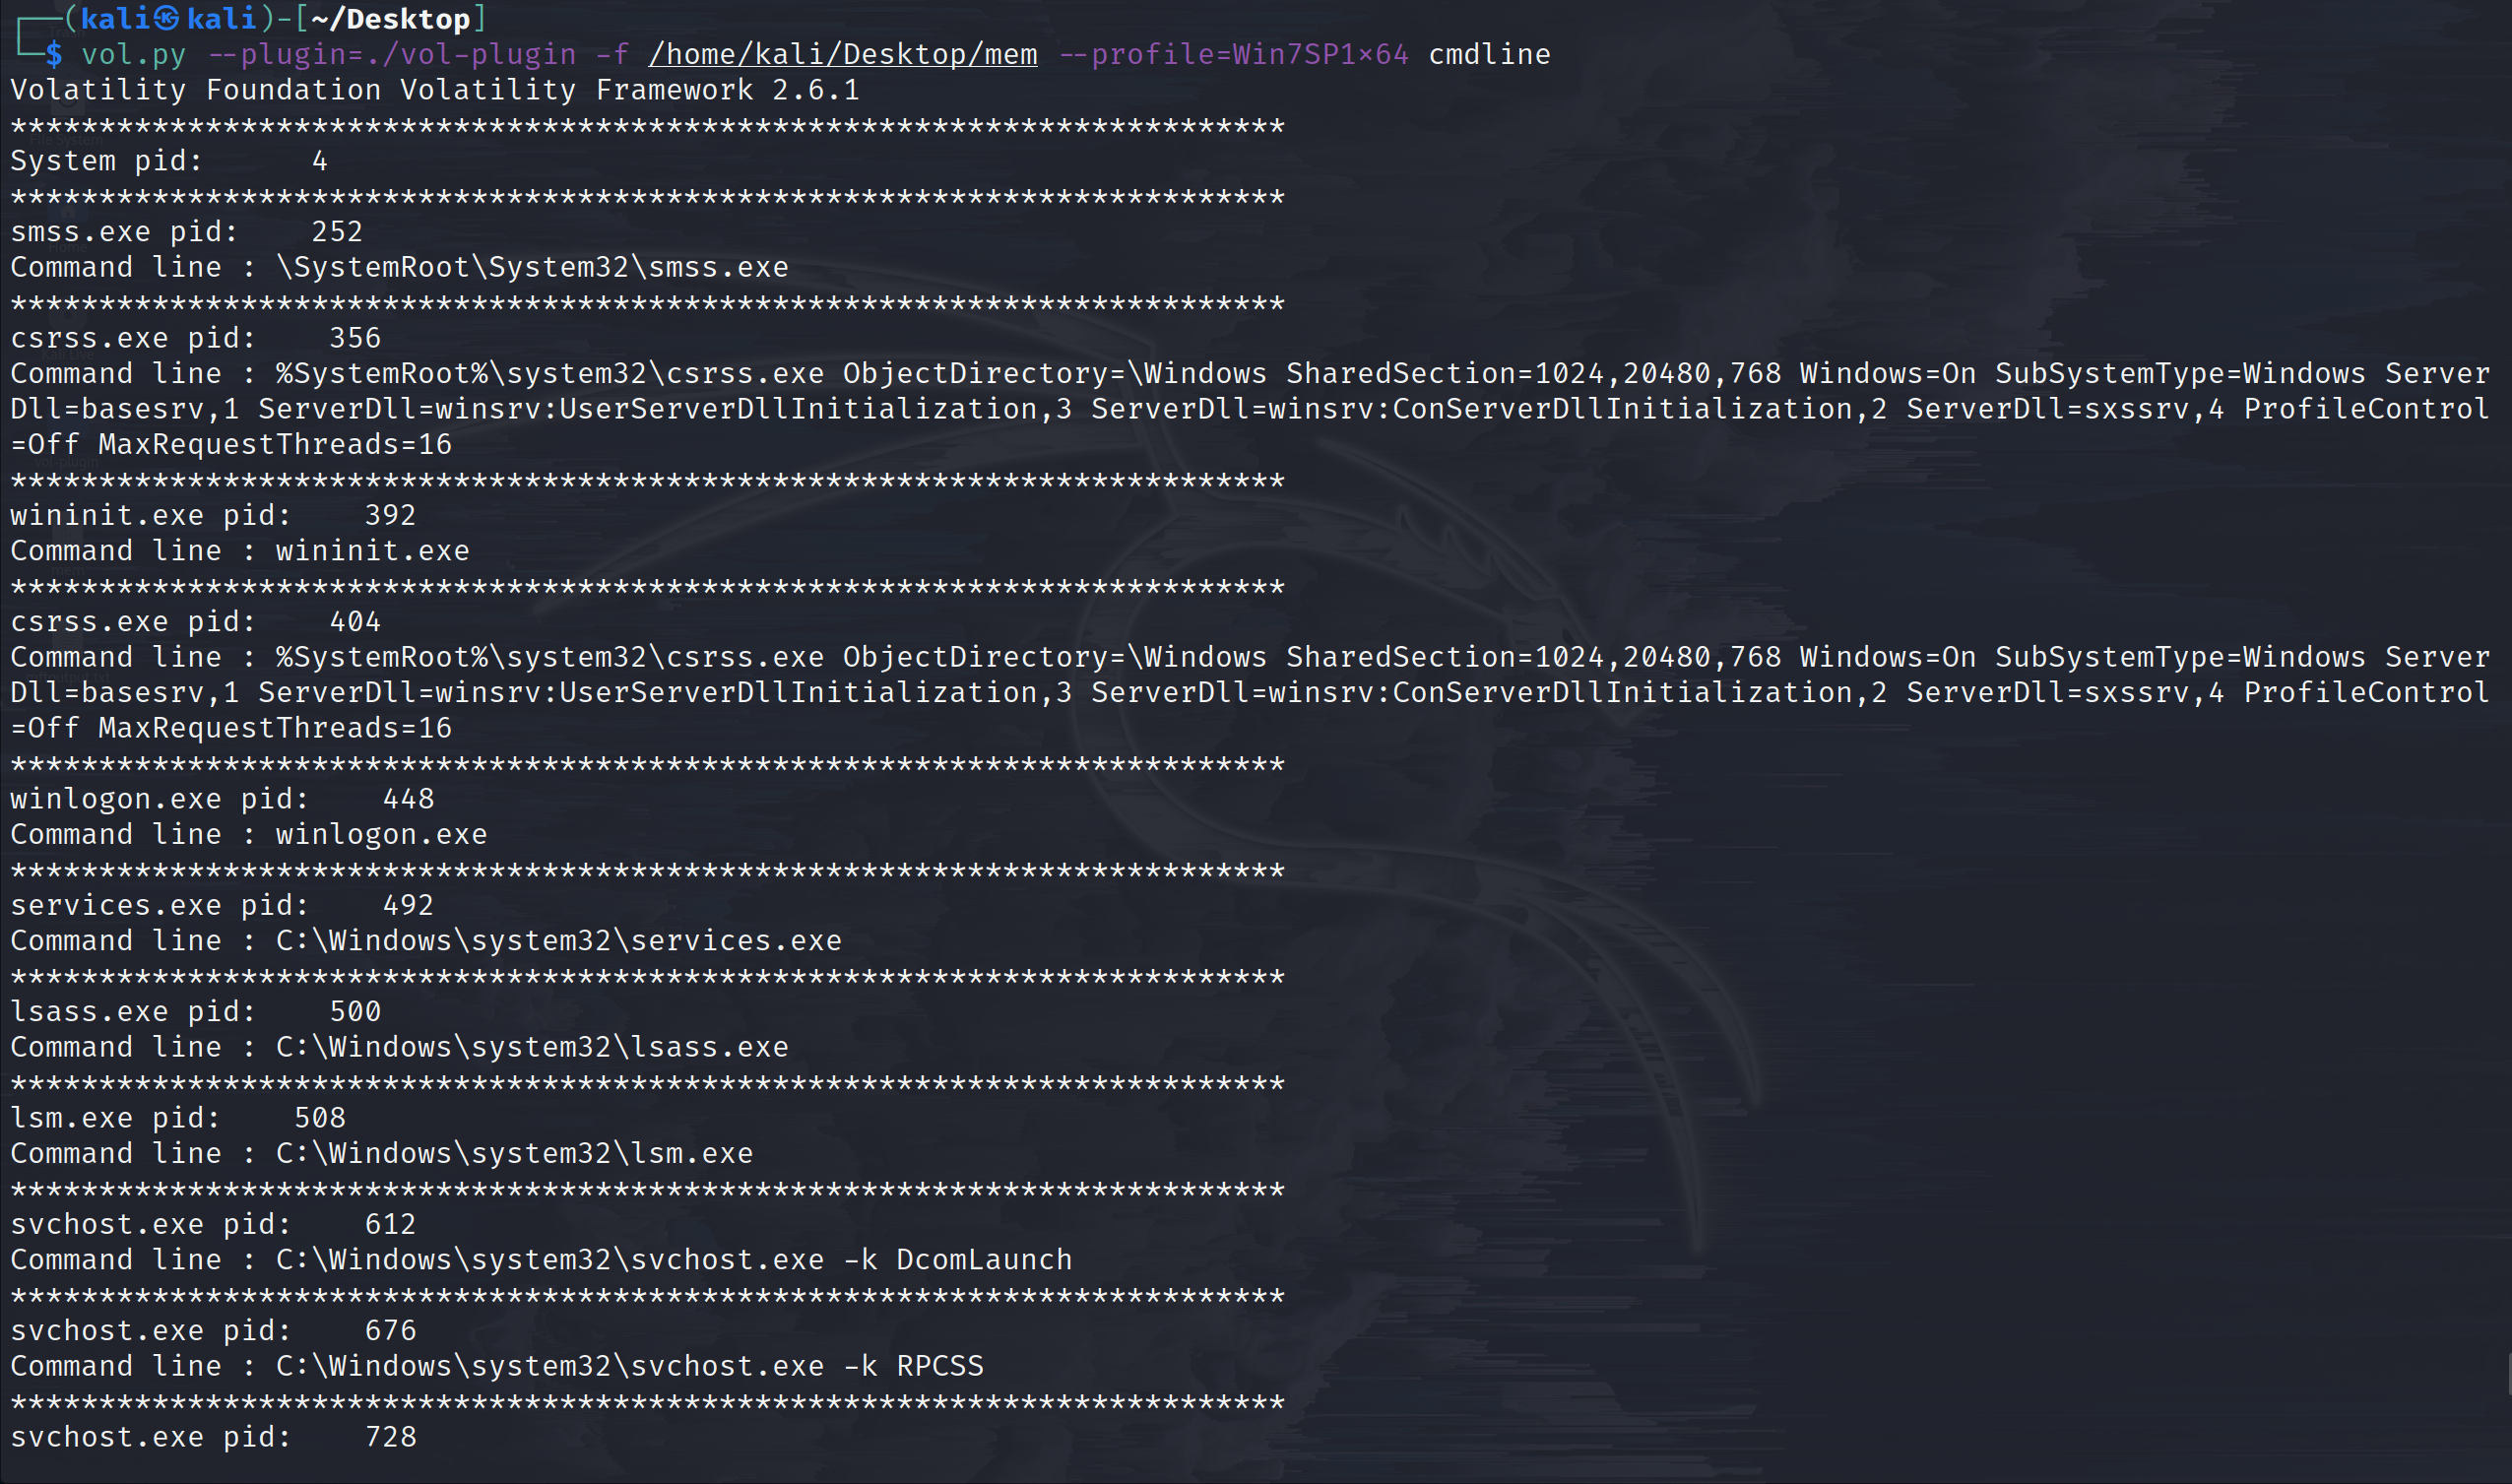 ┌──(kali㉿kali)-[~/Desktop]
└─$ vol.py --plugin=./vol-plugin -f /home/kali/Desktop/mem --profile=Win7SP1×64 cmdline
Volatility Foundation Volatility Framework 2.6.1
************************************************************************
System pid:      4
************************************************************************
smss.exe pid:    252
Command line : \SystemRoot\System32\smss.exe
************************************************************************
csrss.exe pid:    356
Command line : %SystemRoot%\system32\csrss.exe ObjectDirectory=\Windows SharedSection=1024,20480,768 Windows=On SubSystemType=Windows Server
Dll=basesrv,1 ServerDll=winsrv:UserServerDllInitialization,3 ServerDll=winsrv:ConServerDllInitialization,2 ServerDll=sxssrv,4 ProfileControl
=Off MaxRequestThreads=16
************************************************************************
wininit.exe pid:    392
Command line : wininit.exe
************************************************************************
csrss.exe pid:    404
Command line : %SystemRoot%\system32\csrss.exe ObjectDirectory=\Windows SharedSection=1024,20480,768 Windows=On SubSystemType=Windows Server
Dll=basesrv,1 ServerDll=winsrv:UserServerDllInitialization,3 ServerDll=winsrv:ConServerDllInitialization,2 ServerDll=sxssrv,4 ProfileControl
=Off MaxRequestThreads=16
************************************************************************
winlogon.exe pid:    448
Command line : winlogon.exe
************************************************************************
services.exe pid:    492
Command line : C:\Windows\system32\services.exe
************************************************************************
lsass.exe pid:    500
Command line : C:\Windows\system32\lsass.exe
************************************************************************
lsm.exe pid:    508
Command line : C:\Windows\system32\lsm.exe
************************************************************************
svchost.exe pid:    612
Command line : C:\Windows\system32\svchost.exe -k DcomLaunch
************************************************************************
svchost.exe pid:    676
Command line : C:\Windows\system32\svchost.exe -k RPCSS
************************************************************************
svchost.exe pid:    728